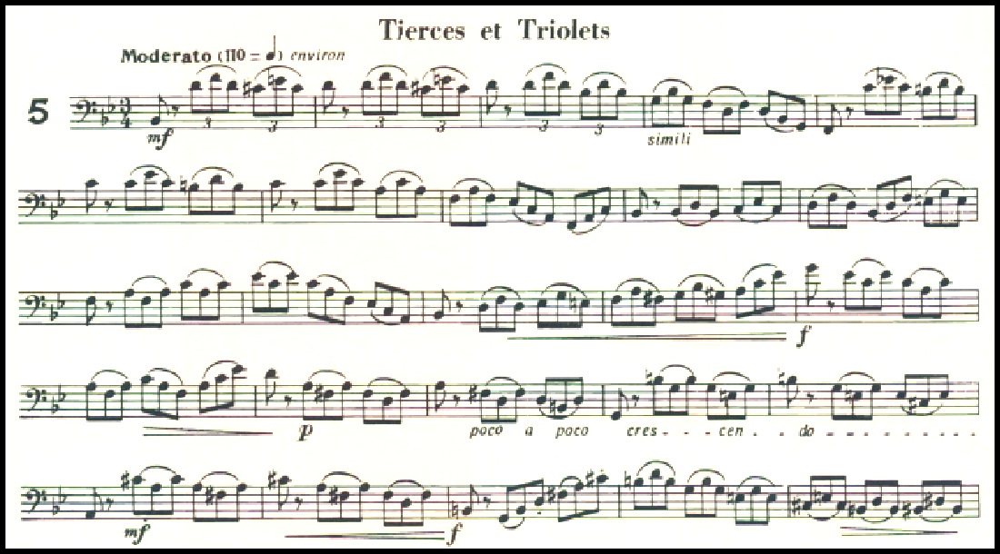 Tierces et Triolets
Moderato (110 = ♩) environ
5
3 3 3 3 3 3
mf
simili
f
p poco a poco cres - - - cen - - do - - - - - - - - -
mf f